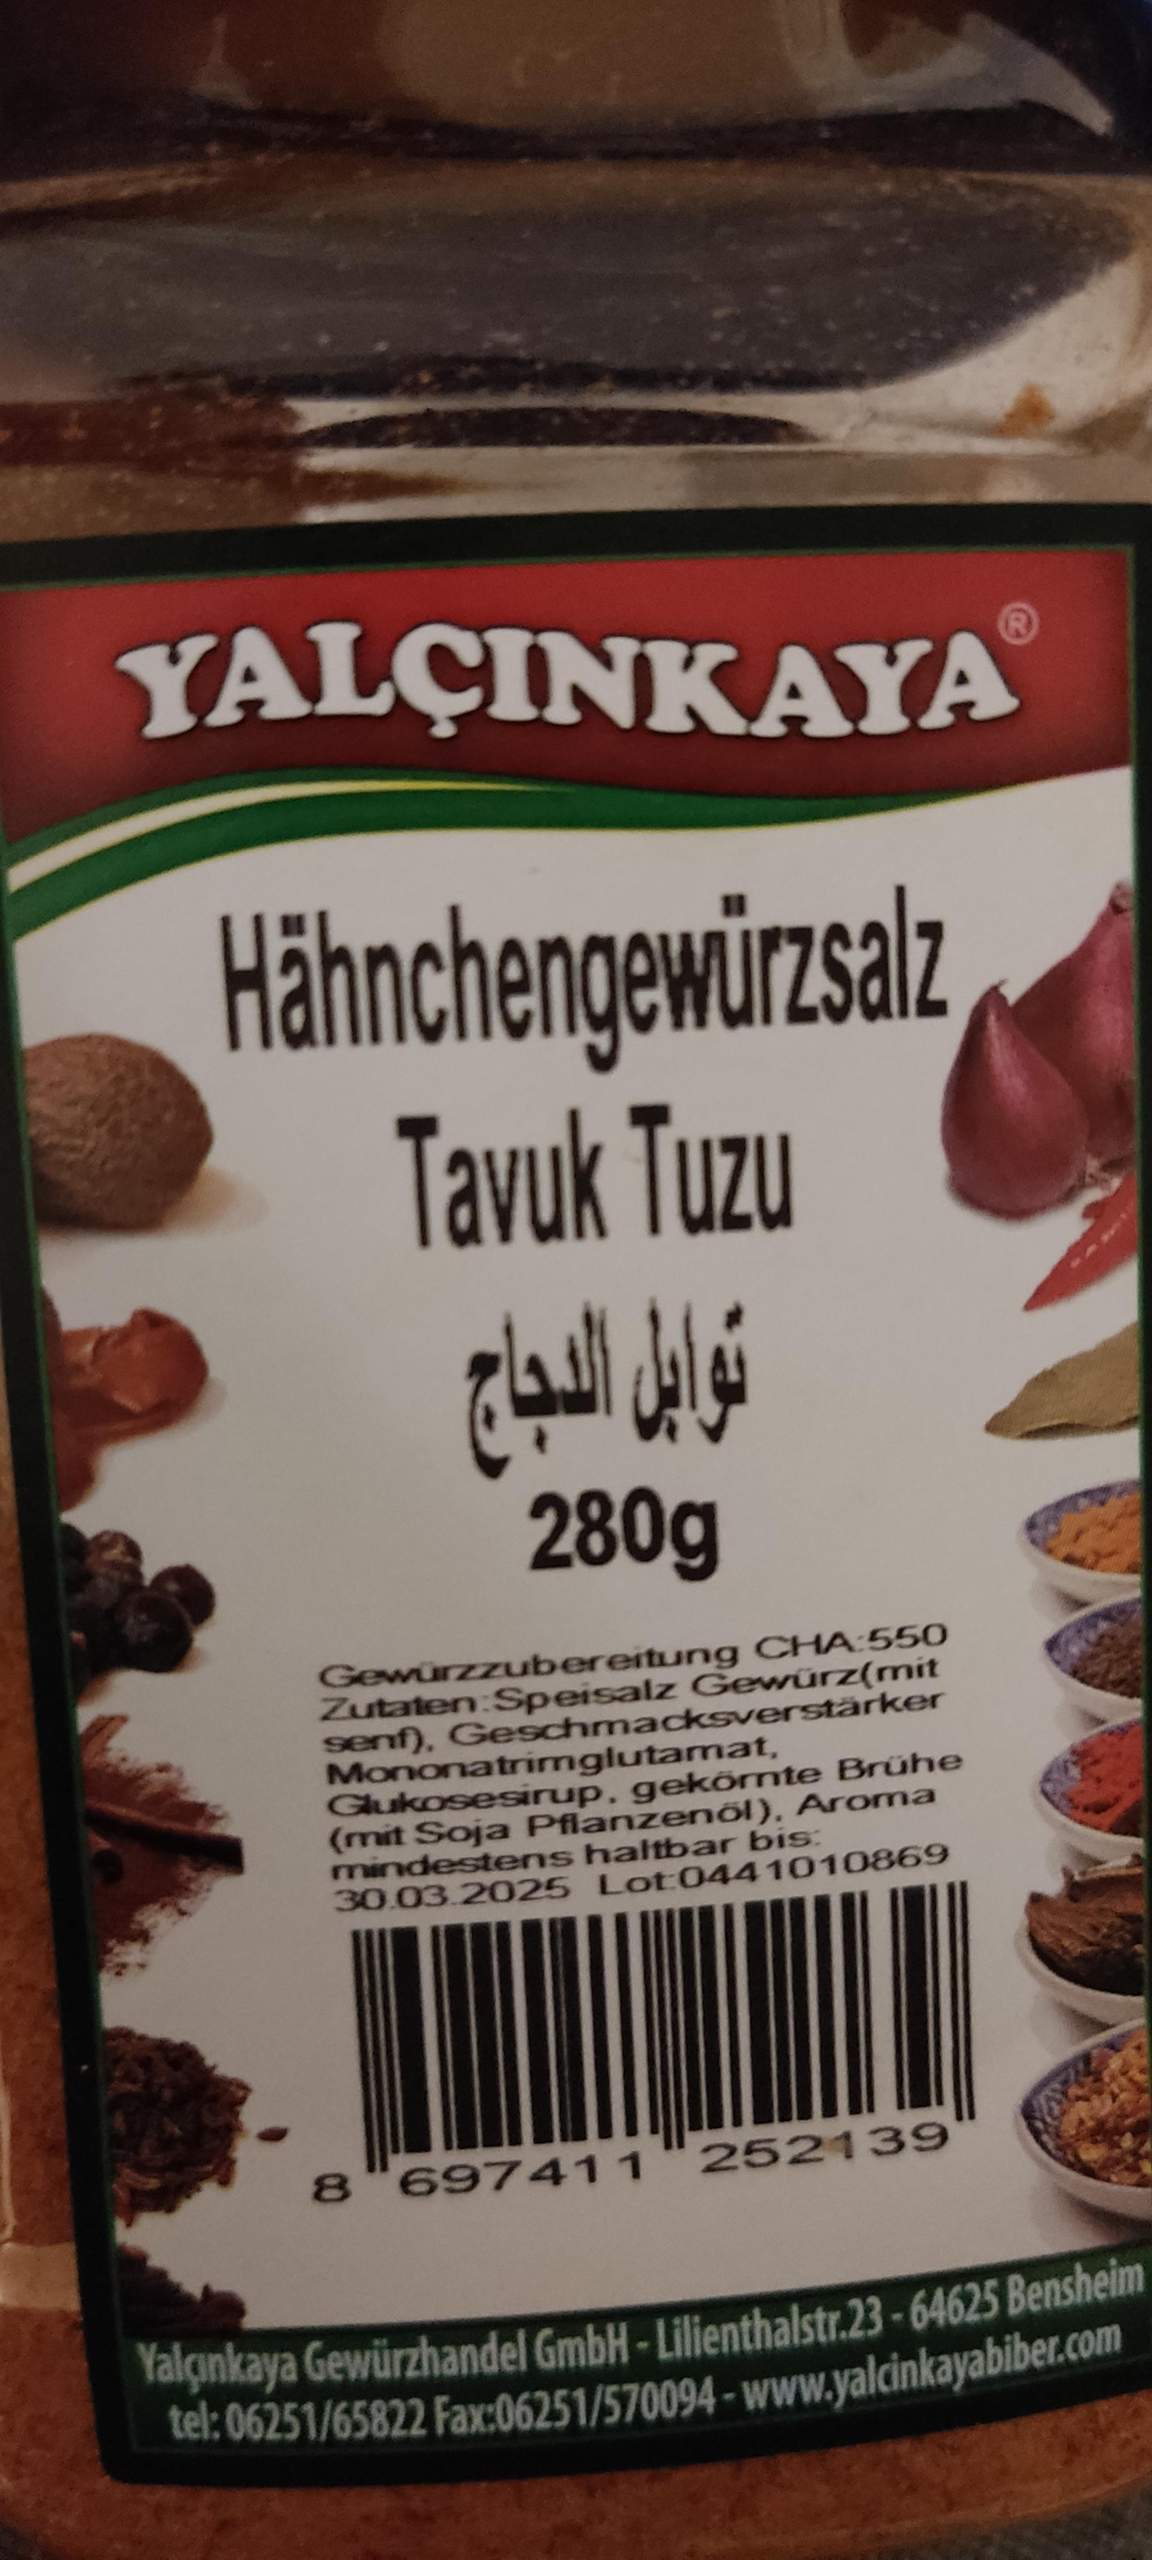 YALÇINKAYA®
Hähnchengewürzsalz
Tavuk Tuzu
توابل الدجاج
280g
Gewürzzubereitung CHA:550
Zutaten:Speisalz Gewürz(mit
senf), Geschmacksverstärker
Mononatrimglutamat,
Glukosesirup, gekörnte Brühe
(mit Soja Pflanzenöl), Aroma
mindestens haltbar bis:
30.03.2025 Lot:0441010869
8 697411 252139
Yalçınkaya Gewürzhandel GmbH - Lilienthalstr.23 - 64625 Bensheim
tel: 06251/65822 Fax:06251/570094 - www.yalcinkayabiber.com